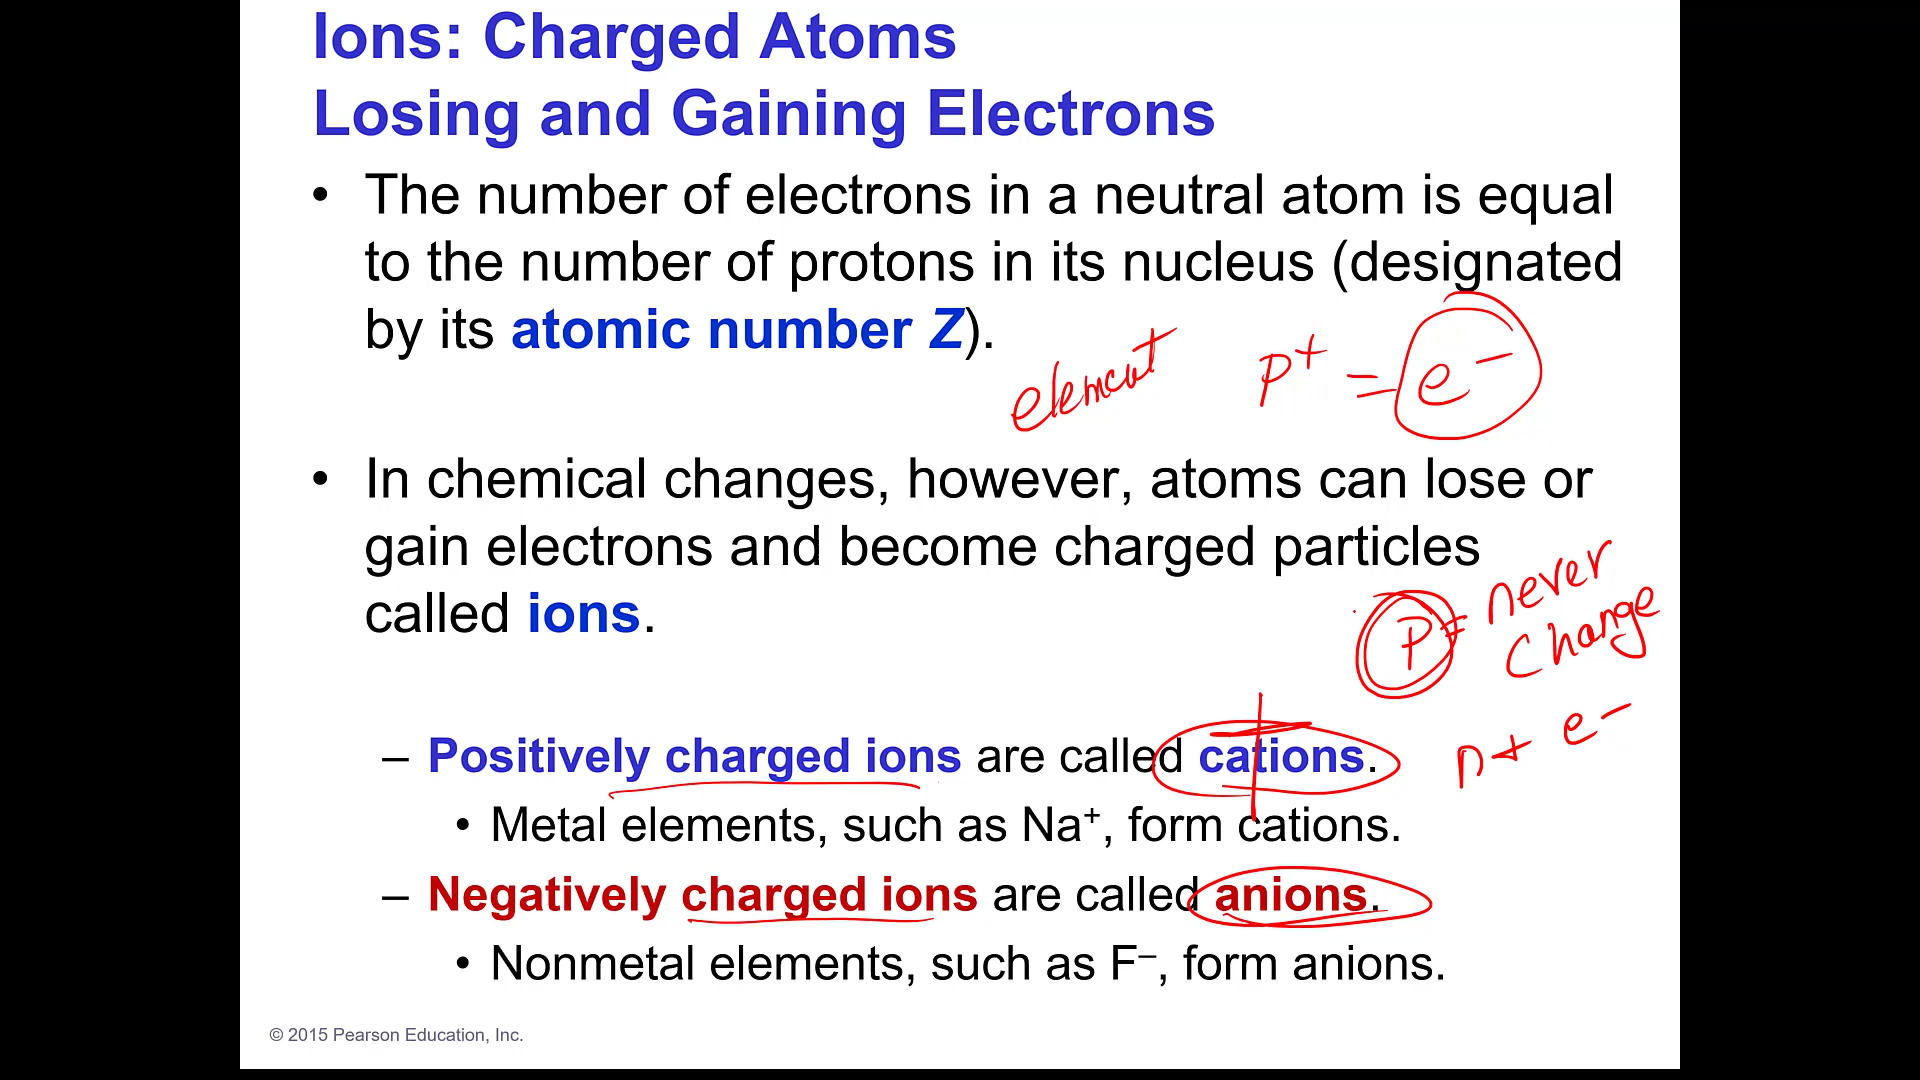 Ions: Charged Atoms
Losing and Gaining Electrons
• The number of electrons in a neutral atom is equal
to the number of protons in its nucleus (designated
by its atomic number Z).
element p⁺ = e⁻
• In chemical changes, however, atoms can lose or
gain electrons and become charged particles
called ions.
P = never
change
n + e⁻
– Positively charged ions are called cations.
• Metal elements, such as Na⁺, form cations.
– Negatively charged ions are called anions.
• Nonmetal elements, such as F⁻, form anions.
© 2015 Pearson Education, Inc.